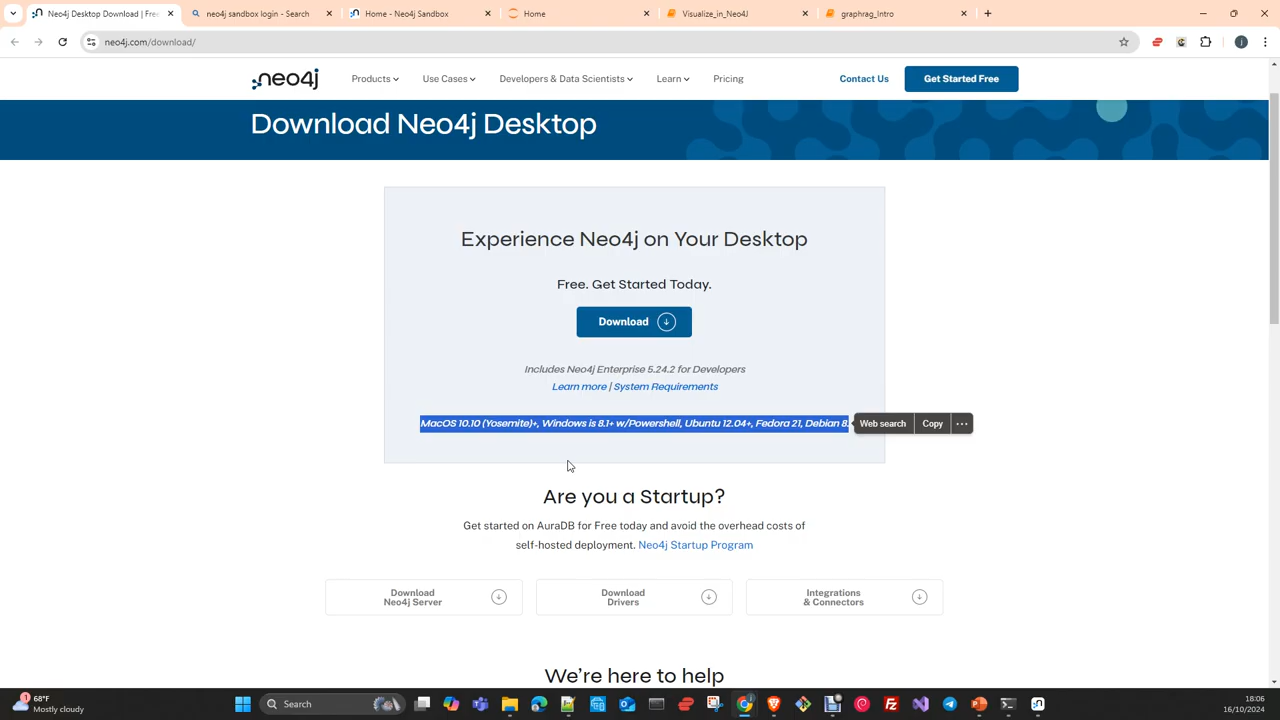 Neo4j Desktop Download | Free
neo4j sandbox login - Search
Home - Neo4j Sandbox
Home
Visualize_in_Neo4J
graphrag_Intro
neo4j.com/download/
neo4j
Products
Use Cases
Developers & Data Scientists
Learn
Pricing
Contact Us
Get Started Free
Download Neo4j Desktop
Experience Neo4j on Your Desktop
Free. Get Started Today.
Download
Includes Neo4j Enterprise 5.24.2 for Developers
Learn more | System Requirements
MacOS 10.10 (Yosemite)+, Windows is 8.1+ w/Powershell, Ubuntu 12.04+, Fedora 21, Debian 8.
Web search
Copy
Are you a Startup?
Get started on AuraDB for Free today and avoid the overhead costs of
self-hosted deployment. Neo4j Startup Program
Download
Neo4j Server
Download
Drivers
Integrations
& Connectors
We're here to help
1
68°F
Mostly cloudy
Search
18:06
16/10/2024